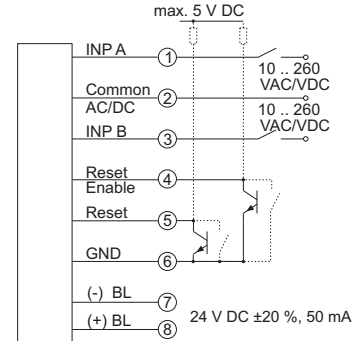 max. 5 V DC
INP A
1
10 .. 260
VAC/VDC
Common
AC/DC
2
10 .. 260
VAC/VDC
INP B
3
Reset
Enable
4
Reset
5
GND
6
(-) BL
7
(+) BL
8
24 V DC ±20 %, 50 mA